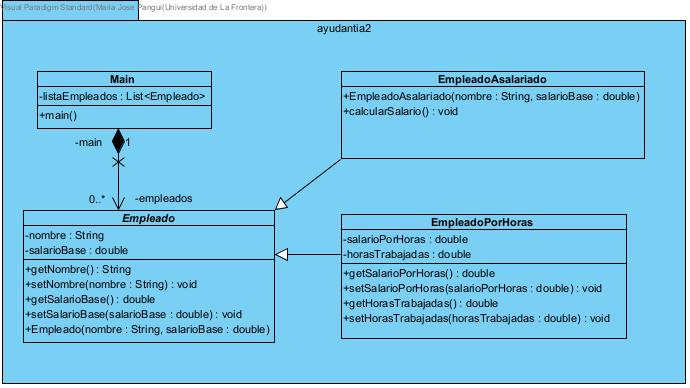 Visual Paradigm Standard(Maria Jose Pangui(Universidad de La Frontera))
ayudantia2
Main
-listaEmpleados : List<Empleado>
+main()
EmpleadoAsalariado
+EmpleadoAsalariado(nombre : String, salarioBase : double)
+calcularSalario() : void
-main
1
0..*
-empleados
Empleado
-nombre : String
-salarioBase : double
+getNombre() : String
+setNombre(nombre : String) : void
+getSalarioBase() : double
+setSalarioBase(salarioBase : double) : void
+Empleado(nombre : String, salarioBase : double)
EmpleadoPorHoras
-salarioPorHoras : double
-horasTrabajadas : double
+getSalarioPorHoras() : double
+setSalarioPorHoras(salarioPorHoras : double) : void
+getHorasTrabajadas() : double
+setHorasTrabajadas(horasTrabajadas : double) : void